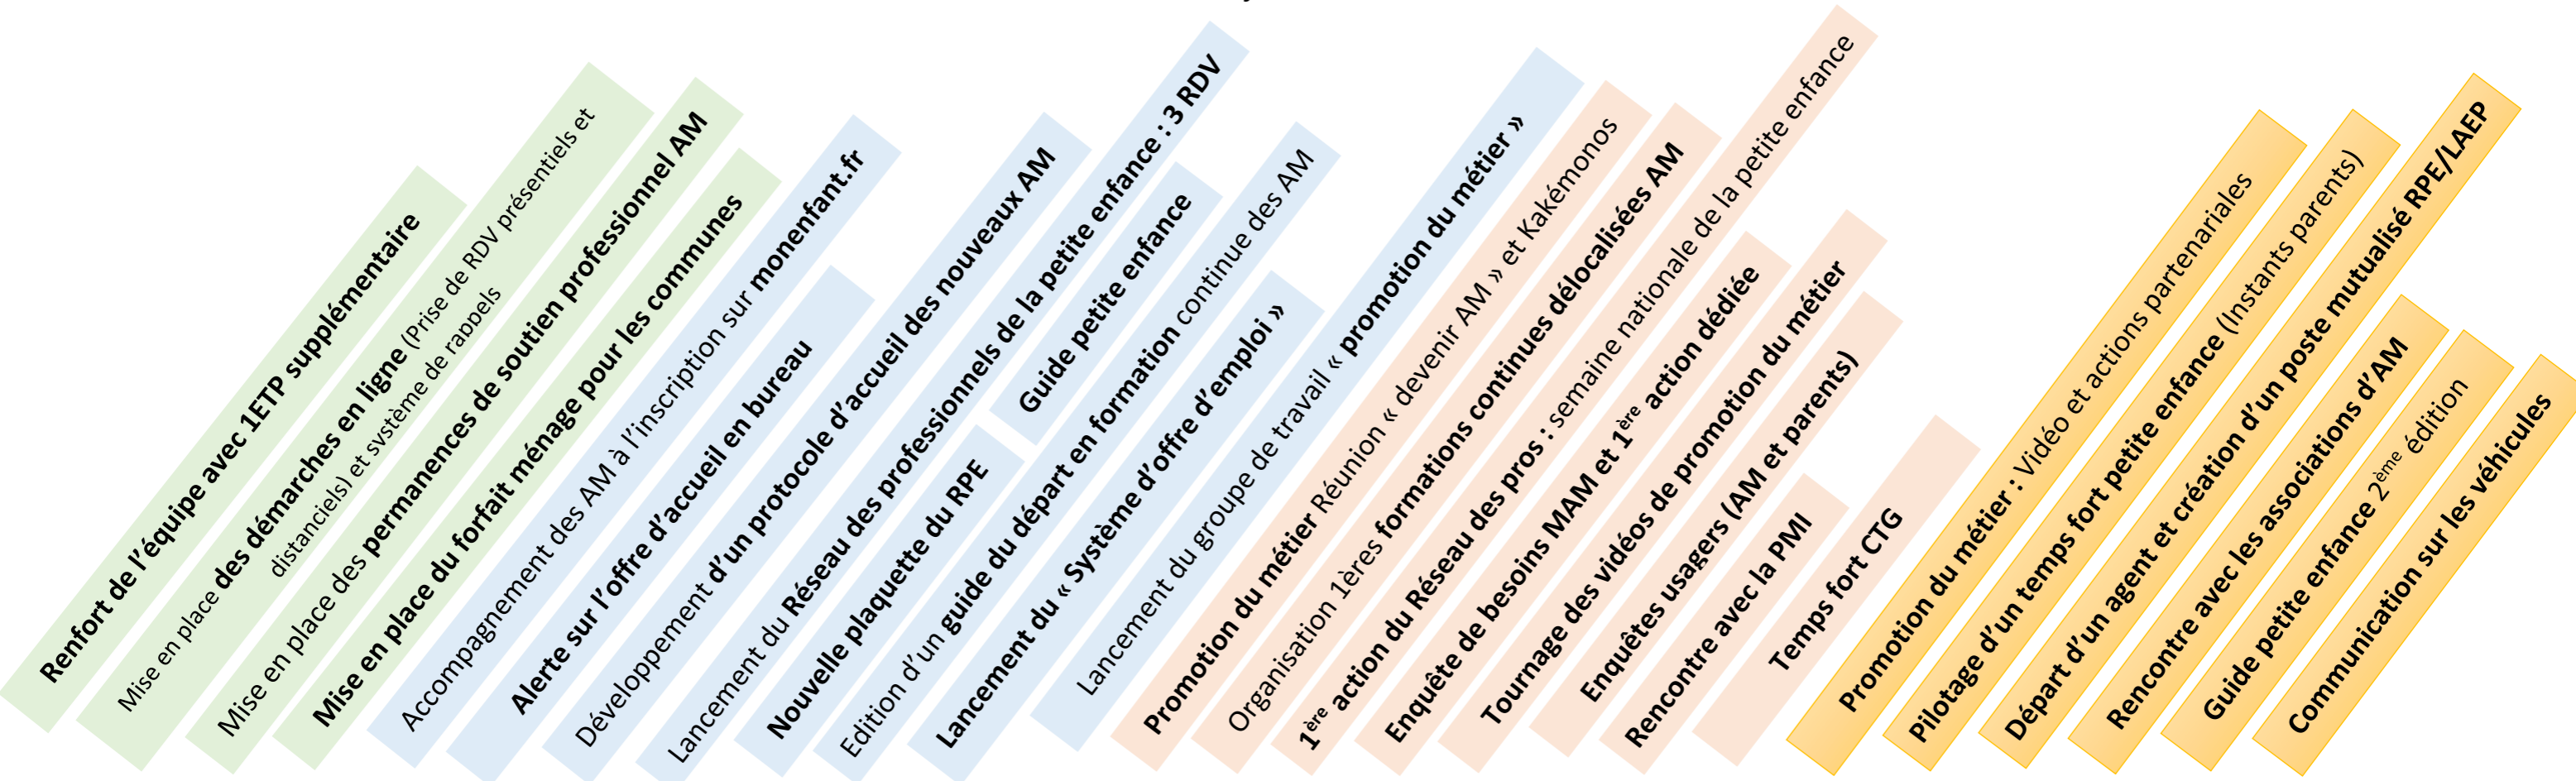 Renfort de l'équipe avec 1ETP supplémentaire
Mise en place des démarches en ligne (Prise de RDV présentiels et
distanciels) et système de rappels
Mise en place des permanences de soutien professionnel AM
Mise en place du forfait ménage pour les communes
Accompagnement des AM à l'inscription sur monenfant.fr
Alerte sur l'offre d'accueil en bureau
Développement d'un protocole d'accueil des nouveaux AM
Lancement du Réseau des professionnels de la petite enfance : 3 RDV
Nouvelle plaquette du RPE
Guide petite enfance
Edition d'un guide du départ en formation continue des AM
Lancement du « Système d'offre d'emploi »
Lancement du groupe de travail « promotion du métier »
Promotion du métier Réunion « devenir AM » et Kakémonos
Organisation 1ères formations continues délocalisées AM
1ère action du Réseau des pros : semaine nationale de la petite enfance
Enquête de besoins MAM et 1ère action dédiée
Tournage des vidéos de promotion du métier
Enquêtes usagers (AM et parents)
Rencontre avec la PMI
Temps fort CTG
Promotion du métier : Vidéo et actions partenariales
Pilotage d'un temps fort petite enfance (Instants parents)
Départ d'un agent et création d'un poste mutualisé RPE/LAEP
Rencontre avec les associations d'AM
Guide petite enfance 2ème édition
Communication sur les véhicules